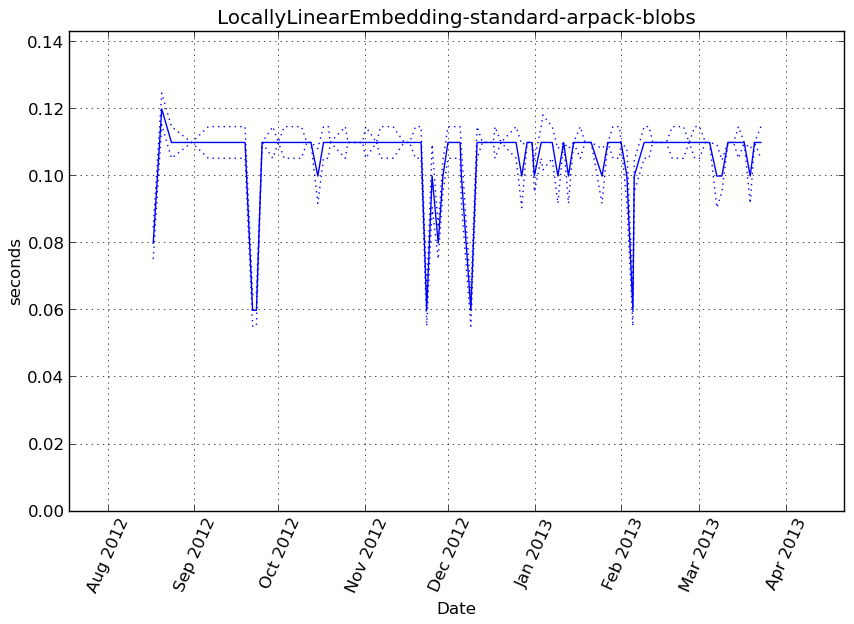 LocallyLinearEmbedding-standard-arpack-blobs
0.14
0.12
0.10
0.08
0.06
0.04
0.02
0.00
seconds
Aug 2012
Sep 2012
Oct 2012
Nov 2012
Dec 2012
Jan 2013
Feb 2013
Mar 2013
Apr 2013
Date